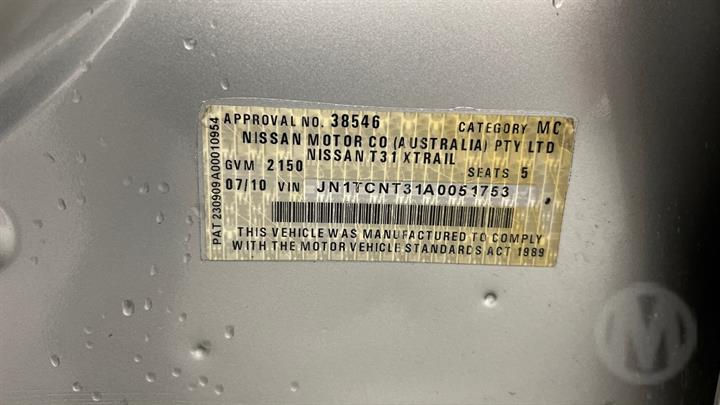 APPROVAL NO. 38546 CATEGORY MC
NISSAN MOTOR CO (AUSTRALIA) PTY LTD
NISSAN T31 XTRAIL
GVM 2150 SEATS 5
07/10 VIN JN1TCNT31A0051753
THIS VEHICLE WAS MANUFACTURED TO COMPLY
WITH THE MOTOR VEHICLE STANDARDS ACT 1989
PAT 230909A00010954
M